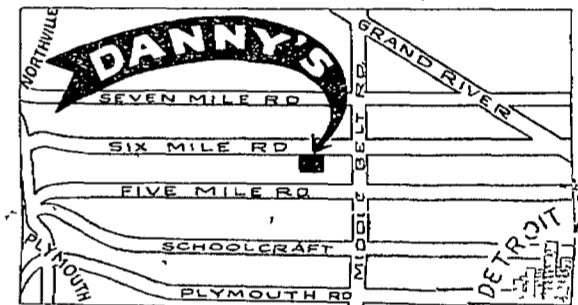 DANNY'S
NORTHVILLE
GRAND RIVER
SEVEN MILE RD
MIDDLE BELT RD.
SIX MILE RD
FIVE MILE RD
SCHOOLCRAFT
PLYMOUTH
DETROIT
PLYMOUTH RD